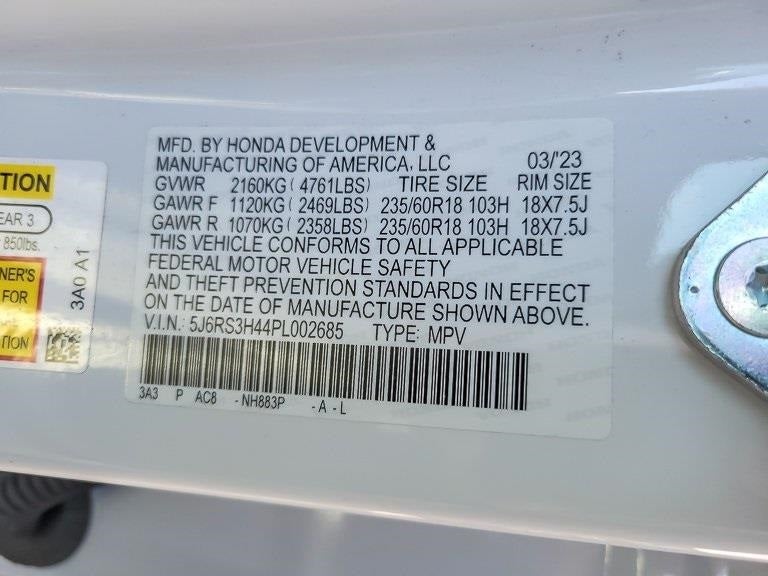 MFD. BY HONDA DEVELOPMENT &
MANUFACTURING OF AMERICA, LLC 03/'23
GVWR 2160KG ( 4761LBS) TIRE SIZE RIM SIZE
GAWR F 1120KG ( 2469LBS) 235/60R18 103H 18X7.5J
GAWR R 1070KG ( 2358LBS) 235/60R18 103H 18X7.5J
THIS VEHICLE CONFORMS TO ALL APPLICABLE
FEDERAL MOTOR VEHICLE SAFETY
AND THEFT PREVENTION STANDARDS IN EFFECT
ON THE DATE OF MANUFACTURE SHOWN ABOVE.
V.I.N.: 5J6RS3H44PL002685 TYPE: MPV
3A3 P AC8 - NH883P - A - L
TION
EAR 3
850lbs.
NER'S
FOR
TION
3A0 A1